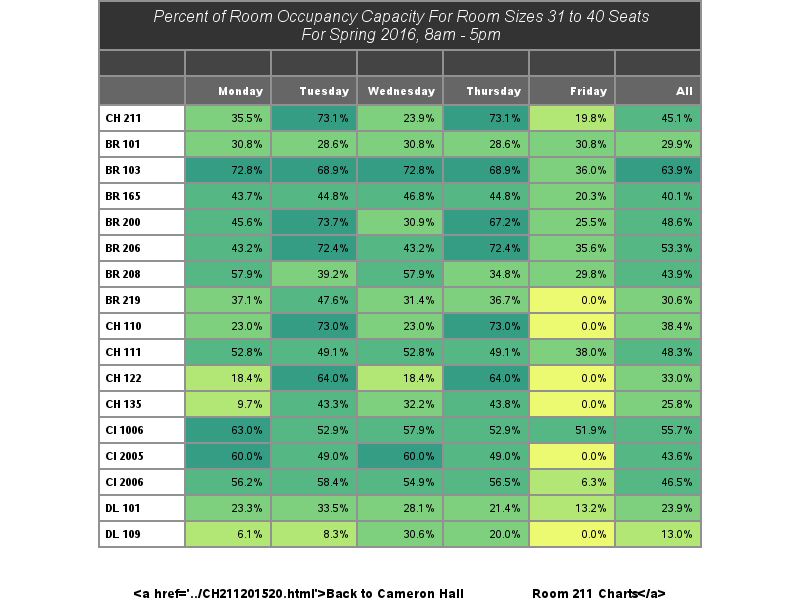 Percent of Room Occupancy Capacity For Room Sizes 31 to 40 Seats
For Spring 2016, 8am - 5pm
Monday Tuesday Wednesday Thursday Friday All
CH 211 35.5% 73.1% 23.9% 73.1% 19.8% 45.1%
BR 101 30.8% 28.6% 30.8% 28.6% 30.8% 29.9%
BR 103 72.8% 68.9% 72.8% 68.9% 36.0% 63.9%
BR 165 43.7% 44.8% 46.8% 44.8% 20.3% 40.1%
BR 200 45.6% 73.7% 30.9% 67.2% 25.5% 48.6%
BR 206 43.2% 72.4% 43.2% 72.4% 35.6% 53.3%
BR 208 57.9% 39.2% 57.9% 34.8% 29.8% 43.9%
BR 219 37.1% 47.6% 31.4% 36.7% 0.0% 30.6%
CH 110 23.0% 73.0% 23.0% 73.0% 0.0% 38.4%
CH 111 52.8% 49.1% 52.8% 49.1% 38.0% 48.3%
CH 122 18.4% 64.0% 18.4% 64.0% 0.0% 33.0%
CH 135 9.7% 43.3% 32.2% 43.8% 0.0% 25.8%
CI 1006 63.0% 52.9% 57.9% 52.9% 51.9% 55.7%
CI 2005 60.0% 49.0% 60.0% 49.0% 0.0% 43.6%
CI 2006 56.2% 58.4% 54.9% 56.5% 6.3% 46.5%
DL 101 23.3% 33.5% 28.1% 21.4% 13.2% 23.9%
DL 109 6.1% 8.3% 30.6% 20.0% 0.0% 13.0%
<a href='../CH211201520.html'>Back to Cameron Hall Room 211 Charts</a>